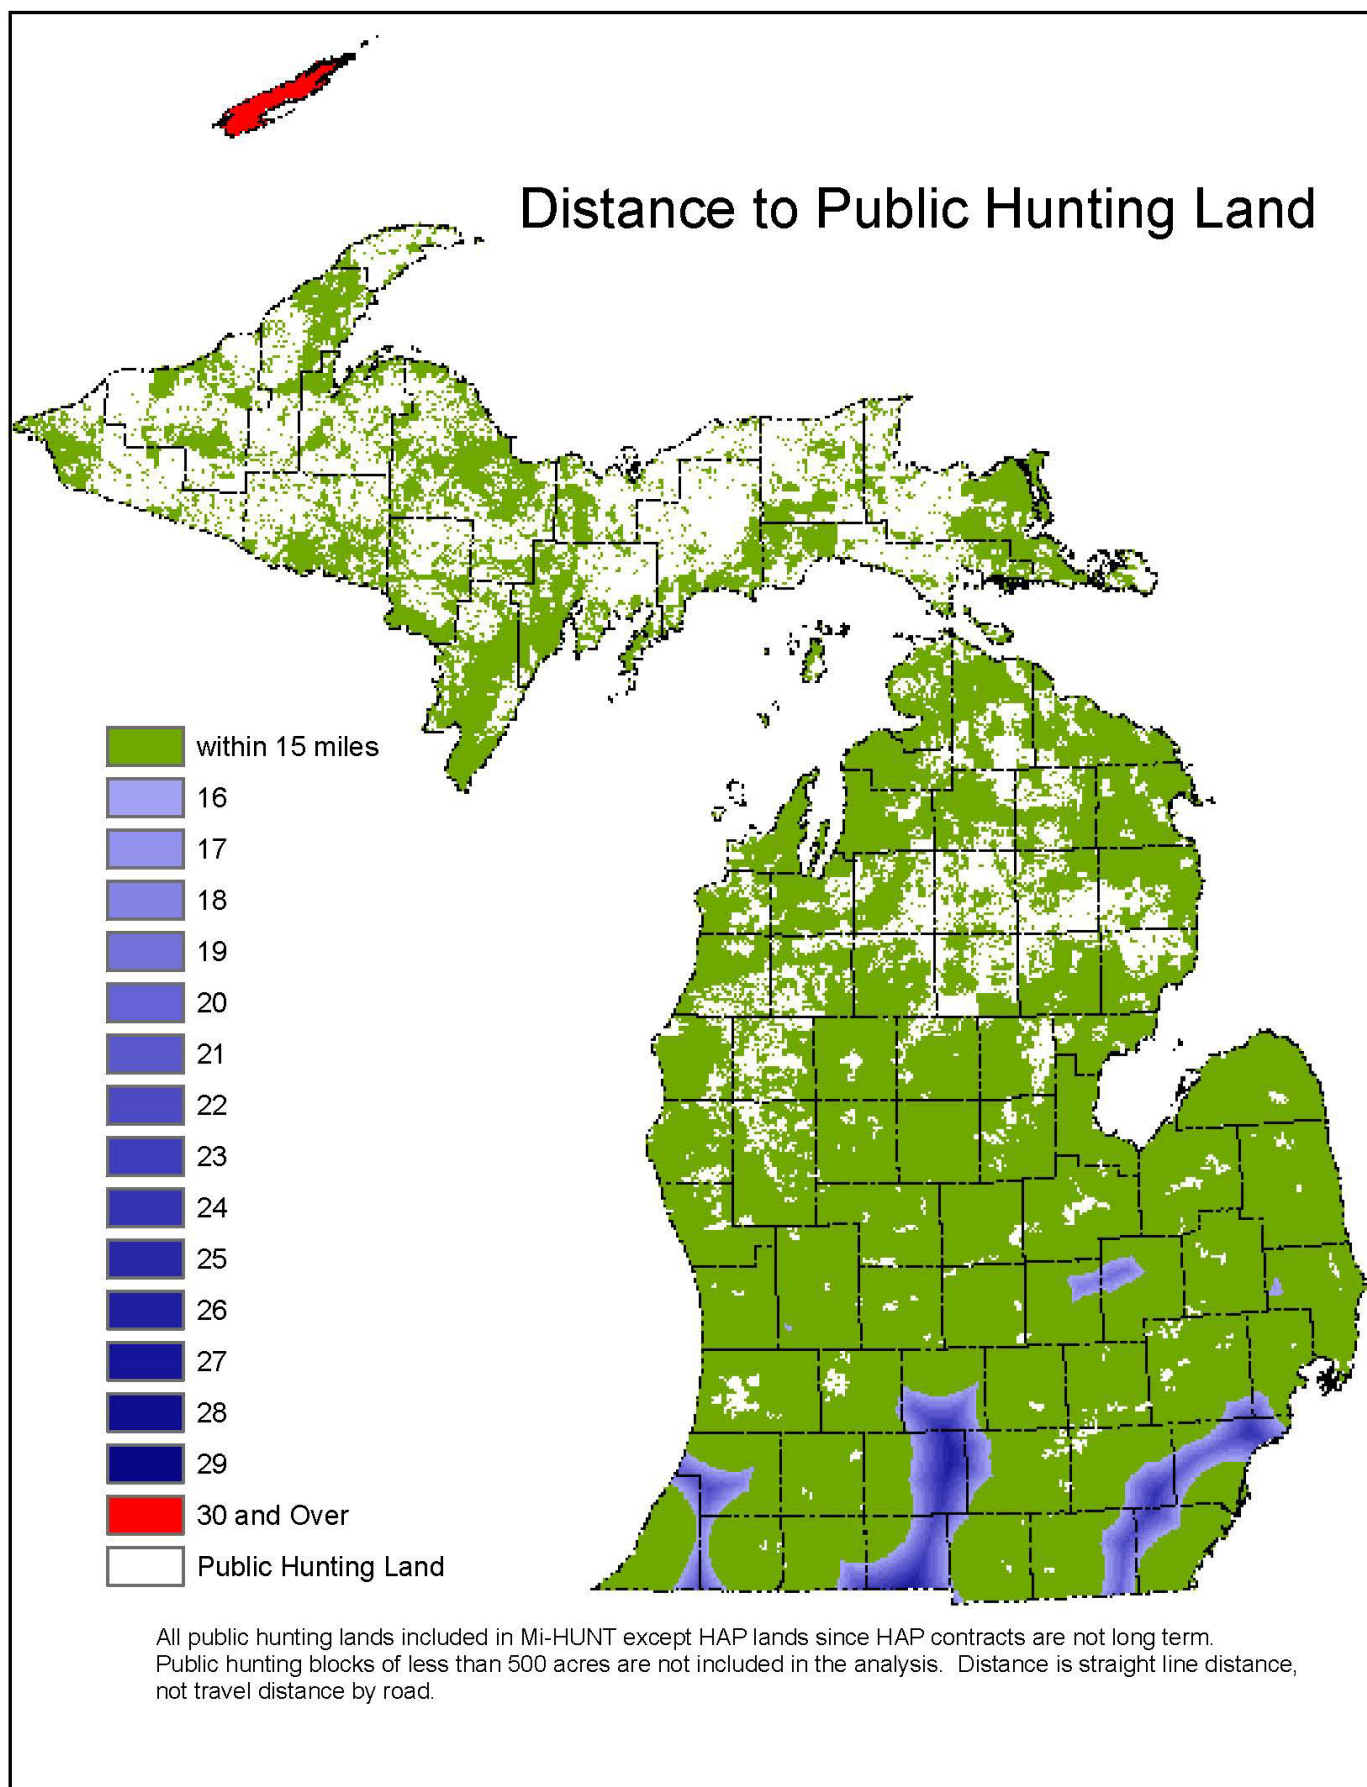 Distance to Public Hunting Land
within 15 miles
16
17
18
19
20
21
22
23
24
25
26
27
28
29
30 and Over
Public Hunting Land
All public hunting lands included in Mi-HUNT except HAP lands since HAP contracts are not long term.
Public hunting blocks of less than 500 acres are not included in the analysis.  Distance is straight line distance,
not travel distance by road.